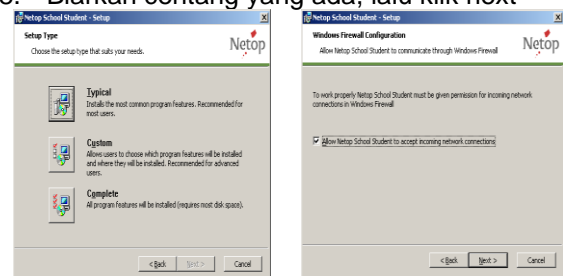 Biarkan centang yang ada, lalu klik next
Netop School Student - Setup
Setup Type
Choose the setup type that suits your needs.
Netop
Typical
Installs the most common program features. Recommended for
most users.
Custom
Allows users to choose which program features will be installed
and where they will be installed. Recommended for advanced
users.
Complete
All program features will be installed (requires most disk space).
< Back
Next >
Cancel
Netop School Student - Setup
Windows Firewall Configuration
Allow Netop School Student to communicate through Windows Firewall
Netop
To work properly Netop School Student must be given permission for incoming network
connections in Windows Firewall
Allow Netop School Student to accept incoming network connections
< Back
Next >
Cancel